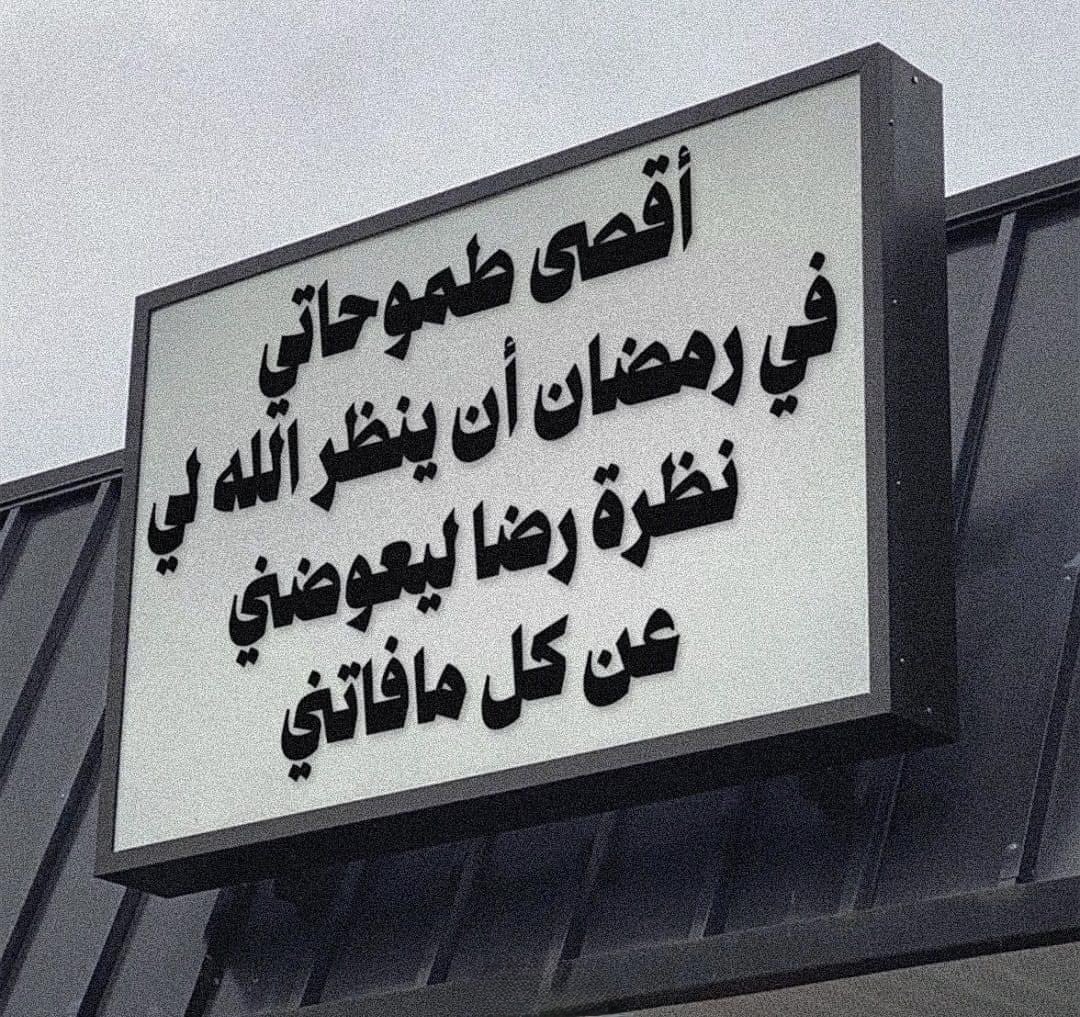 أقصى طموحاتي
في رمضان أن ينظر الله لي
نظرة رضا ليعوضني
عن كل مافاتني